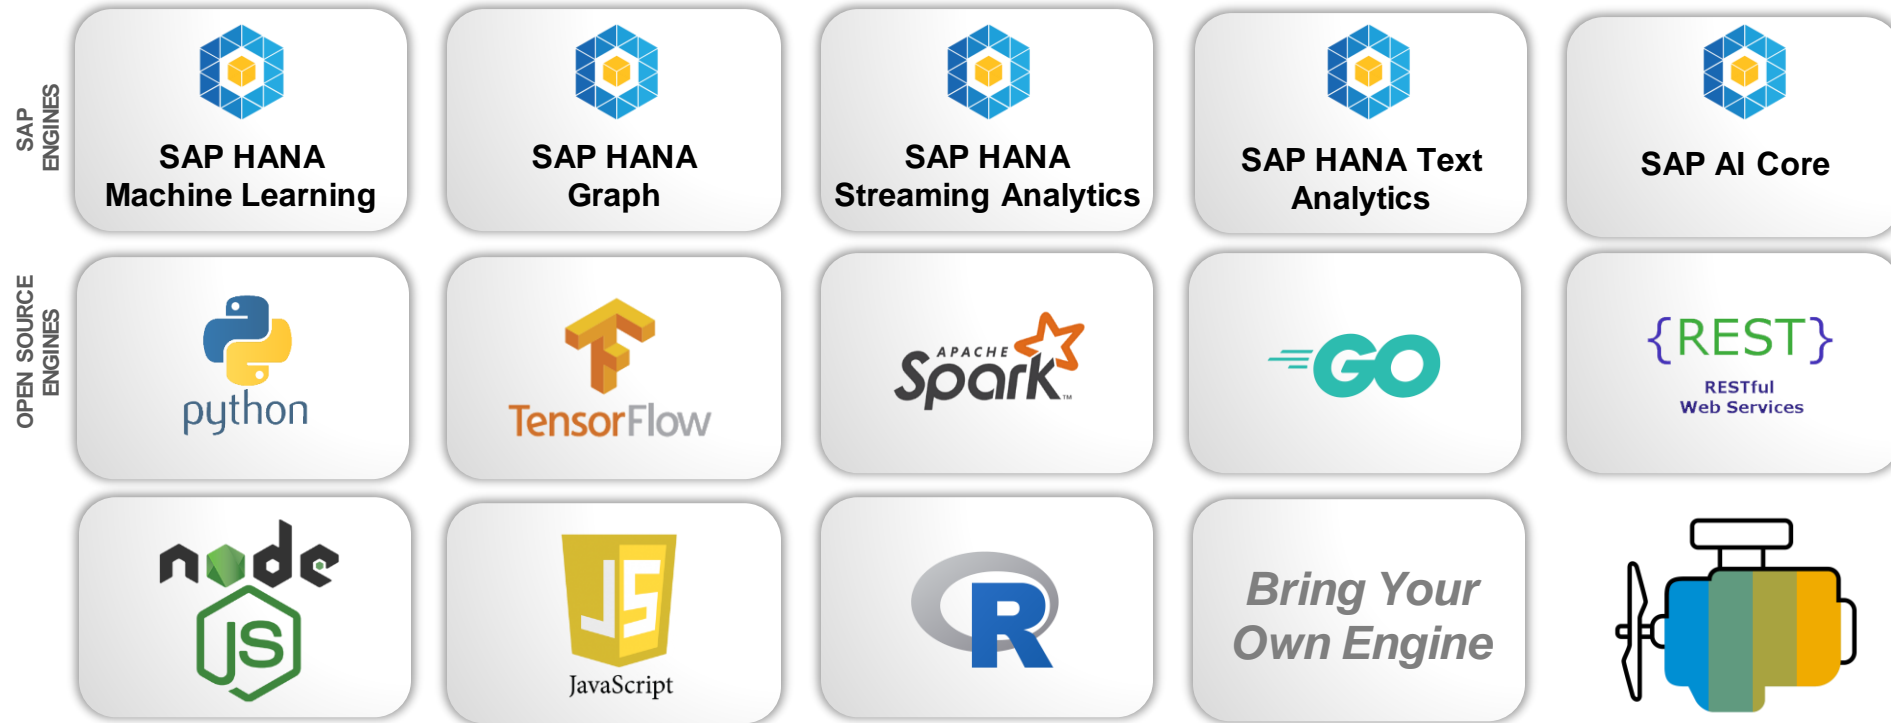 SAP
ENGINES
SAP HANA
Machine Learning
SAP HANA
Graph
SAP HANA
Streaming Analytics
SAP HANA Text
Analytics
SAP AI Core
OPEN SOURCE
ENGINES
python
TensorFlow
APACHE
Spark™
GO
{REST}
RESTful
Web Services
node
JS
JS
JavaScript
R
Bring Your
Own Engine